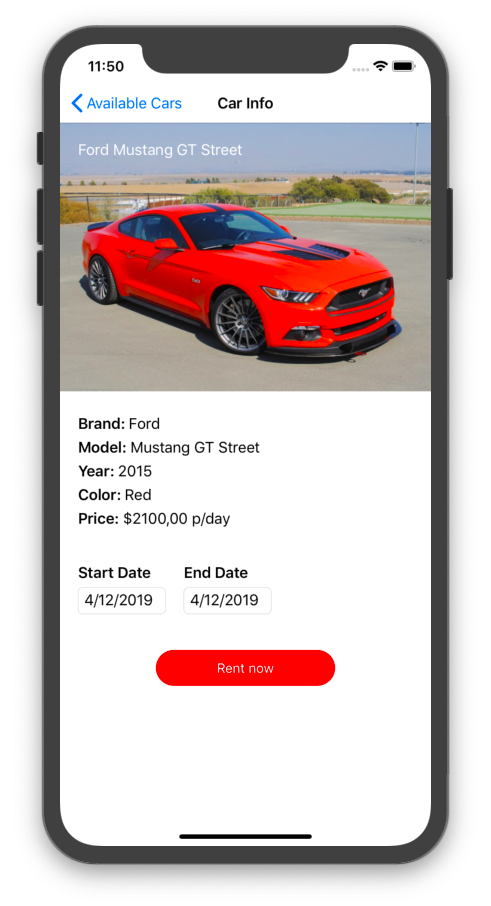 11:50
Available Cars Car Info
Ford Mustang GT Street
Brand: Ford
Model: Mustang GT Street
Year: 2015
Color: Red
Price: $2100,00 p/day
Start Date End Date
4/12/2019 4/12/2019
Rent now